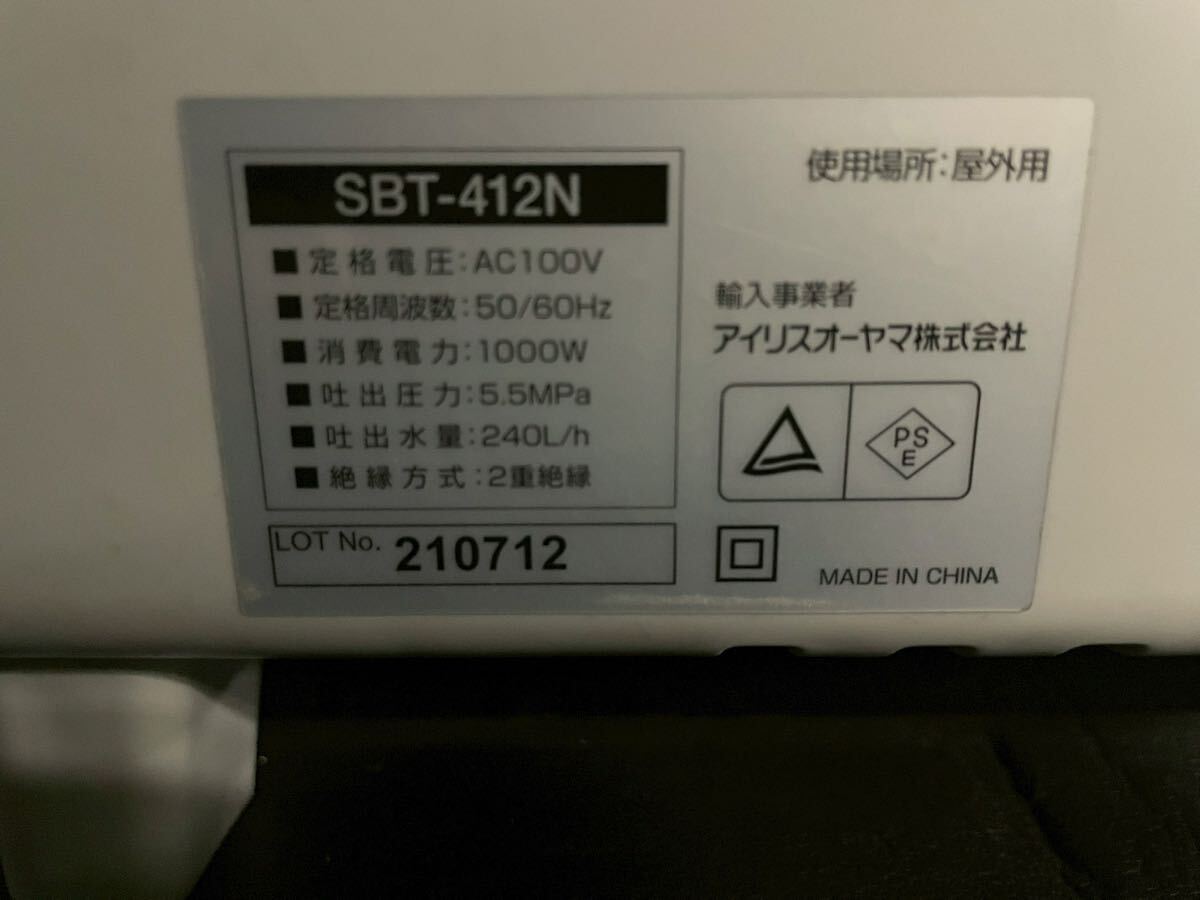 SBT-412N
■ 定格電圧:AC100V
■ 定格周波数:50/60Hz
■ 消費電力:1000W
■ 吐出圧力:5.5MPa
■ 吐出水量:240L/h
■ 絶縁方式:2重絶縁
LOT No. 210712
使用場所:屋外用
輸入事業者
アイリスオーヤマ株式会社
PS
E
MADE IN CHINA